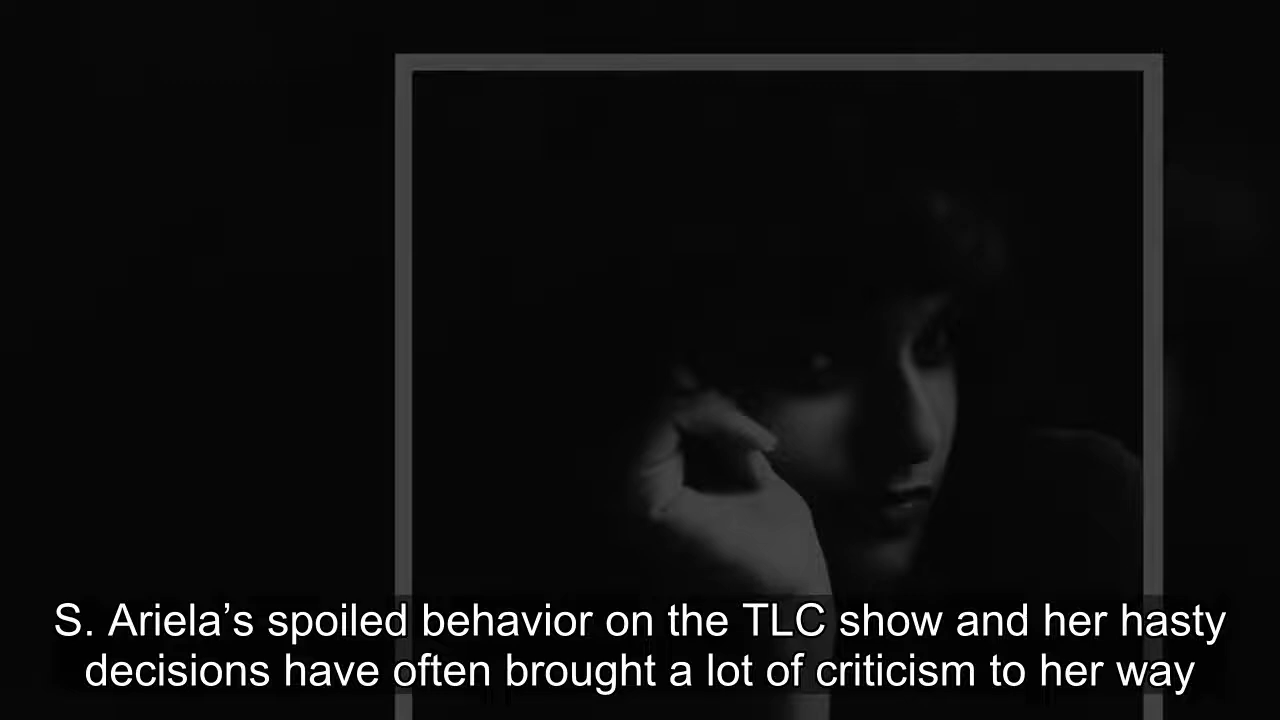 S. Ariela’s spoiled behavior on the TLC show and her hasty
decisions have often brought a lot of criticism to her way